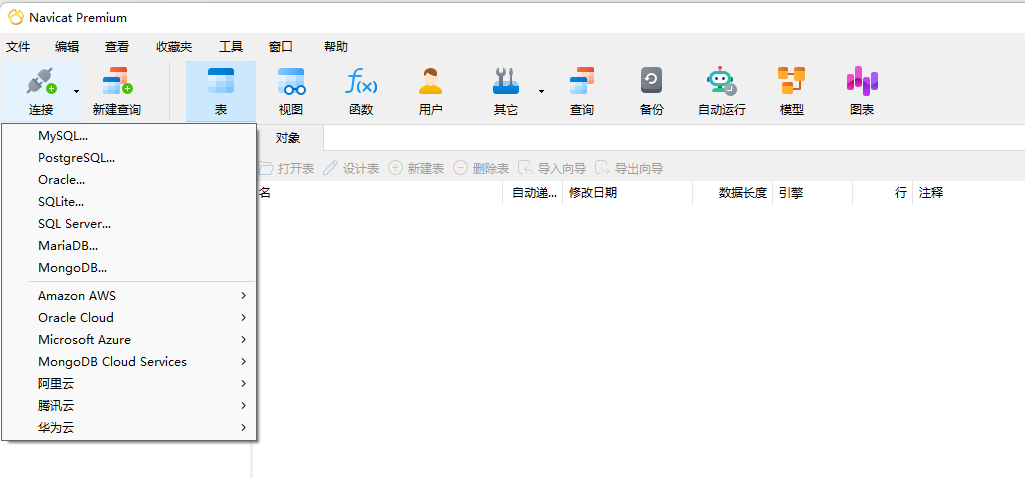 Navicat Premium
文件 编辑 查看 收藏夹 工具 窗口 帮助
连接 新建查询 表 视图 函数 用户 其它 查询 备份 自动运行 模型 图表
MySQL...
PostgreSQL...
Oracle...
SQLite...
SQL Server...
MariaDB...
MongoDB...
Amazon AWS
Oracle Cloud
Microsoft Azure
MongoDB Cloud Services
阿里云
腾讯云
华为云
对象
打开表 设计表 新建表 删除表 导入向导 导出向导
名 自动递... 修改日期 数据长度 引擎 行 注释